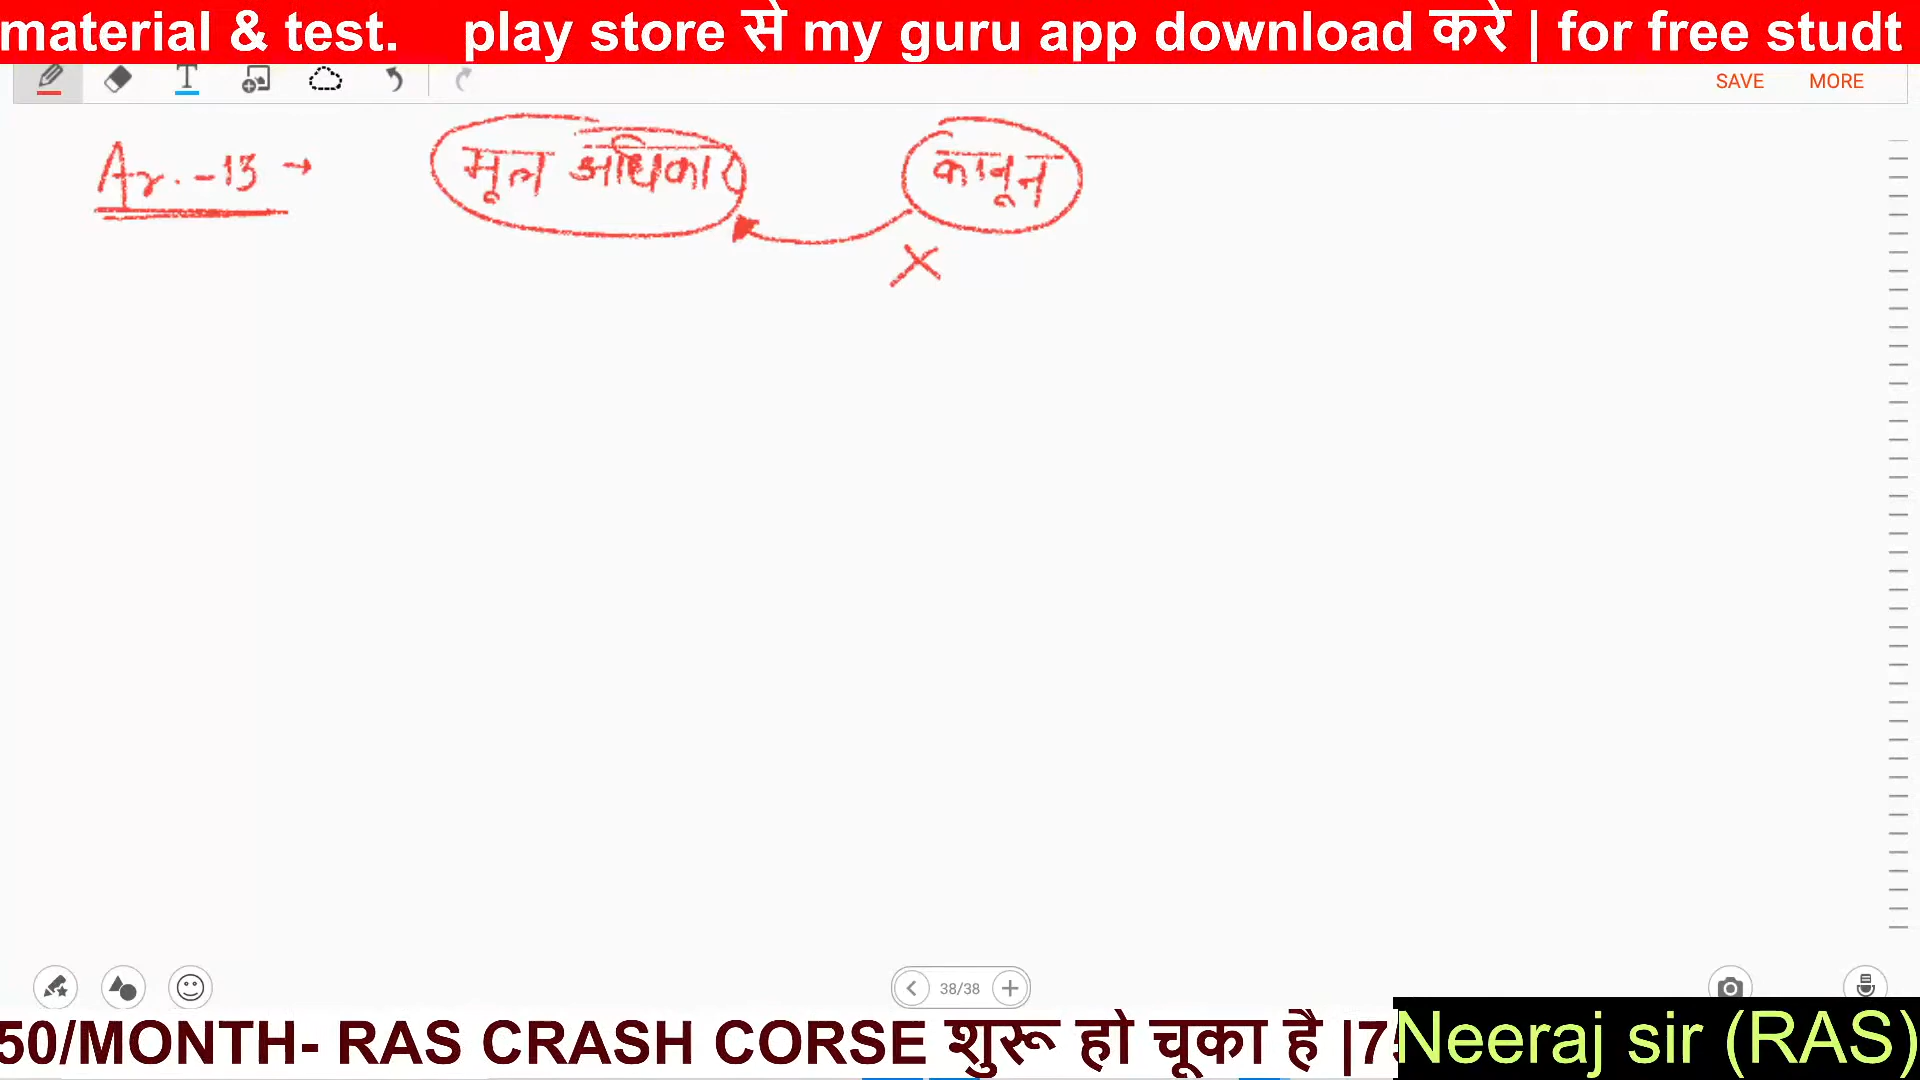 material & test. play store से my guru app download करे | for free studt
T
SAVE MORE
Ar. -13 → मूल अधिकार कानून
×
38/38
50/MONTH- RAS CRASH CORSE शुरू हो चूका है |7
Neeraj sir (RAS)